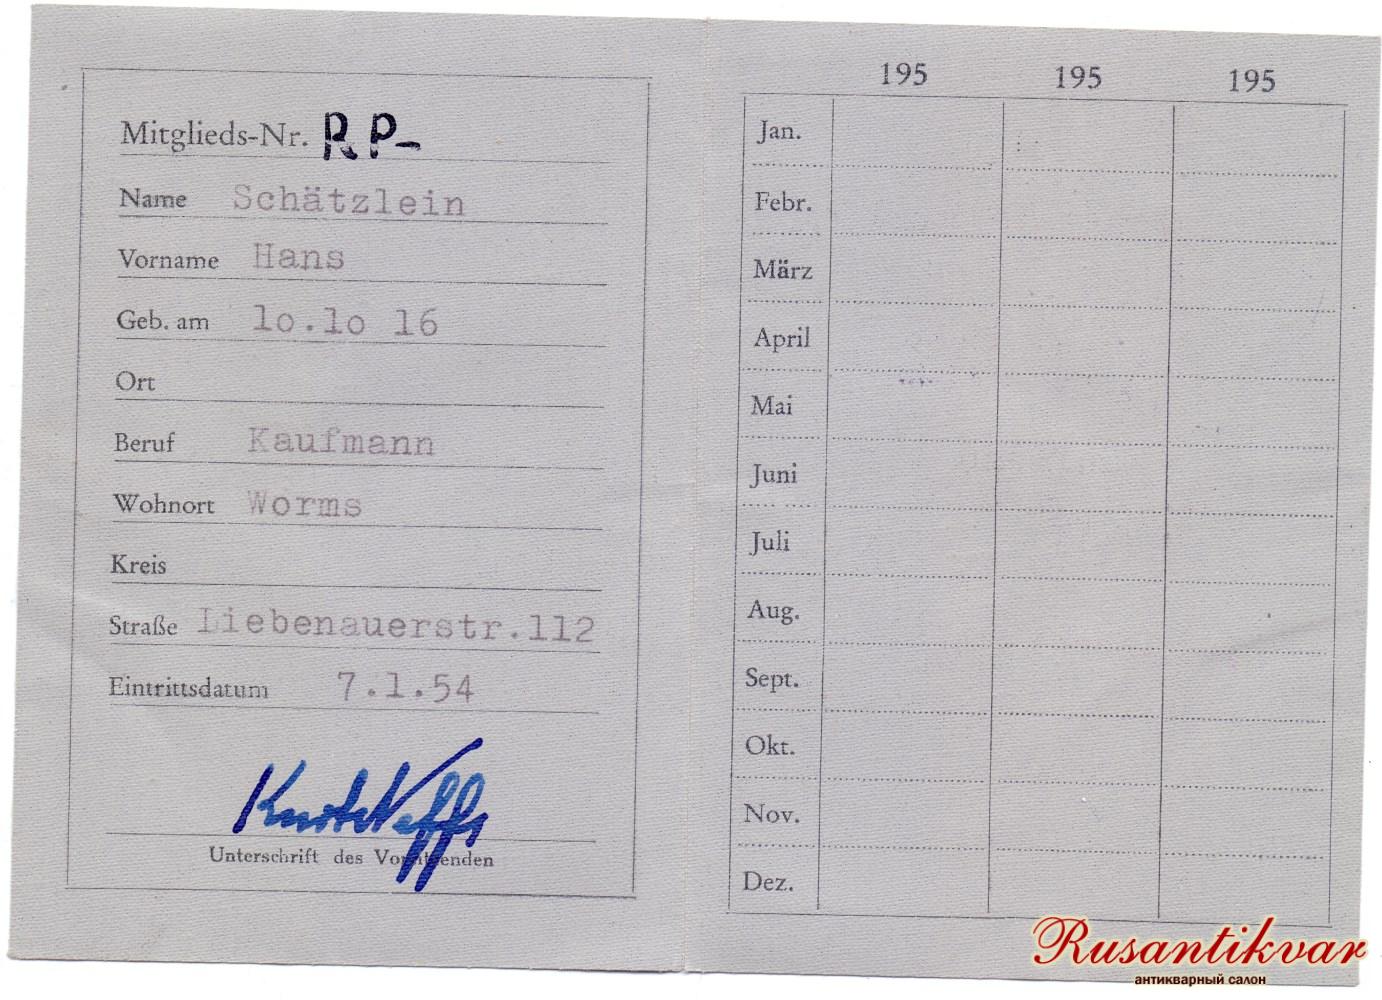 Mitglieds-Nr. RP-
Name Schätzlein
Vorname Hans
Geb. am lo.lo 16
Ort
Beruf Kaufmann
Wohnort Worms
Kreis
Straße Liebenauerstr.112
Eintrittsdatum 7.1.54
Unterschrift des Vorsitzenden
195 195 195
Jan.
Febr.
März
April
Mai
Juni
Juli
Aug.
Sept.
Okt.
Nov.
Dez.
Rusantikvar
антикварный салон